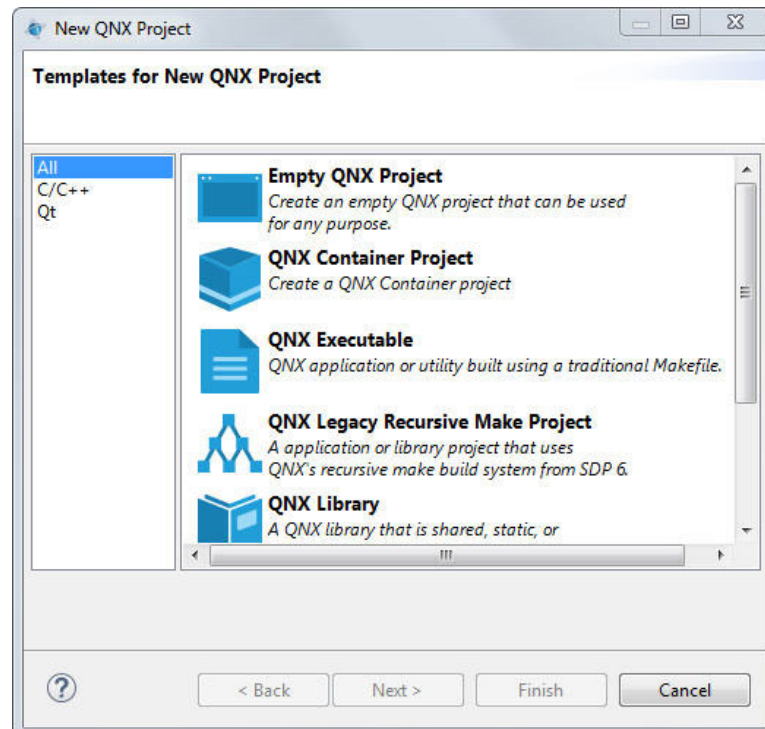 New QNX Project
Templates for New QNX Project
All
C/C++
Qt
Empty QNX Project
Create an empty QNX project that can be used
for any purpose.
QNX Container Project
Create a QNX Container project
QNX Executable
QNX application or utility built using a traditional Makefile.
QNX Legacy Recursive Make Project
A application or library project that uses
QNX's recursive make build system from SDP 6.
QNX Library
A QNX library that is shared, static, or
?
< Back
Next >
Finish
Cancel